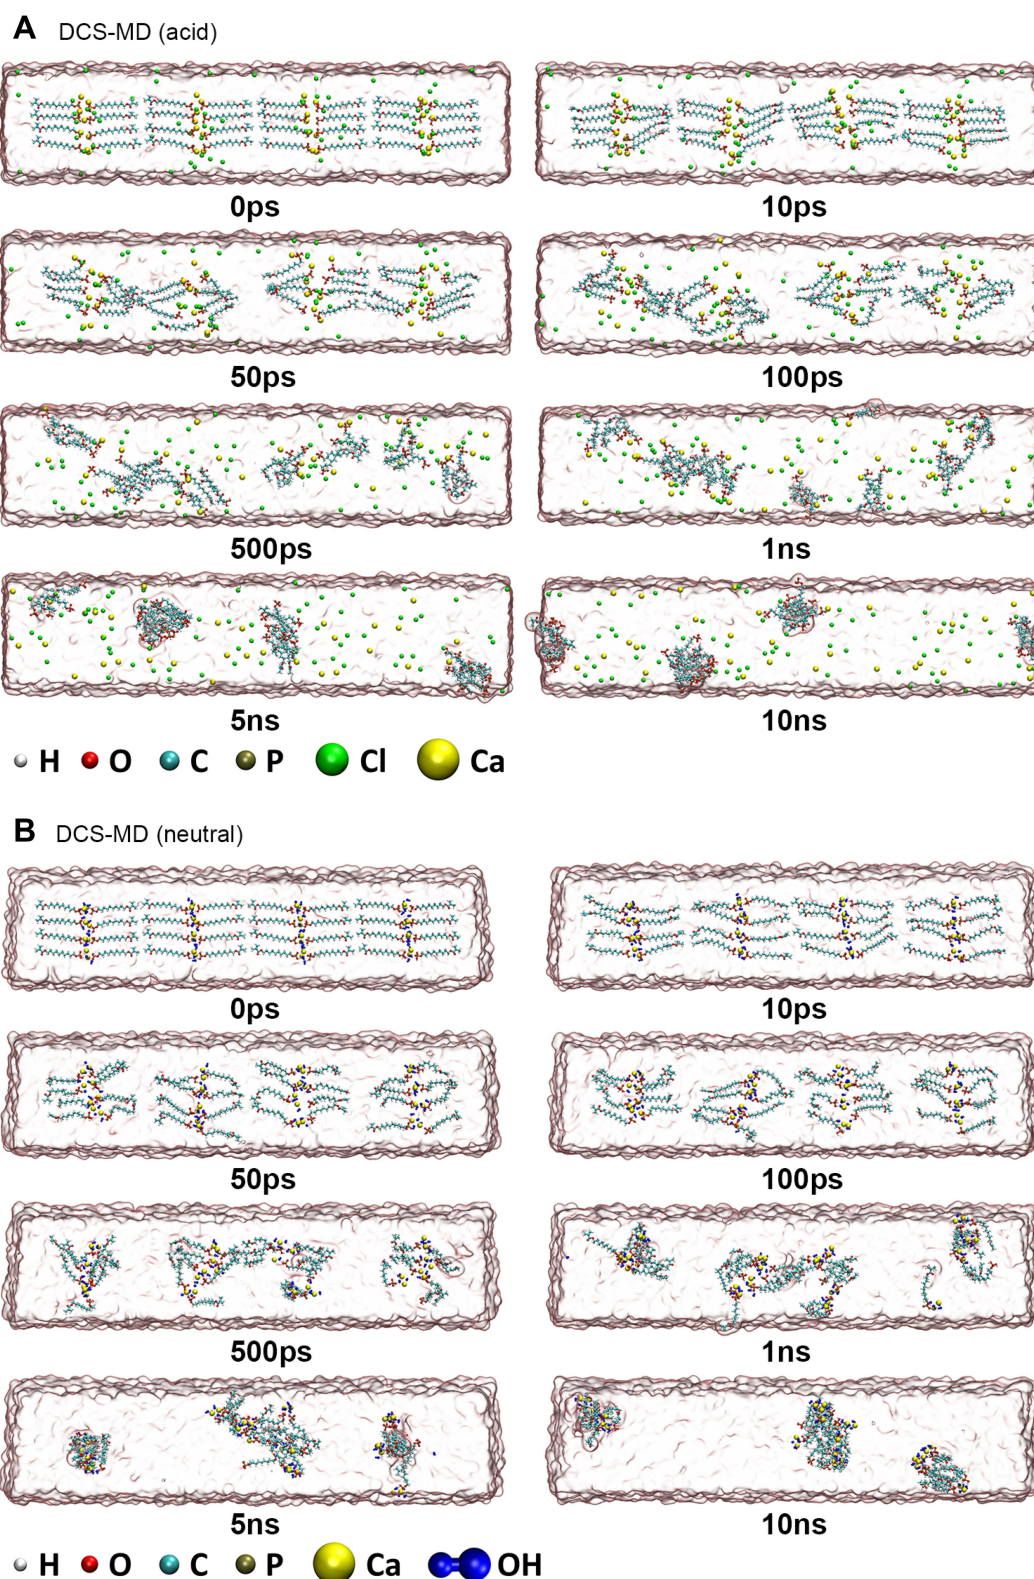 A DCS-MD (acid)
0ps 10ps
50ps 100ps
500ps 1ns
5ns 10ns
H O C P Cl Ca
B DCS-MD (neutral)
0ps 10ps
50ps 100ps
500ps 1ns
5ns 10ns
H O C P Ca OH